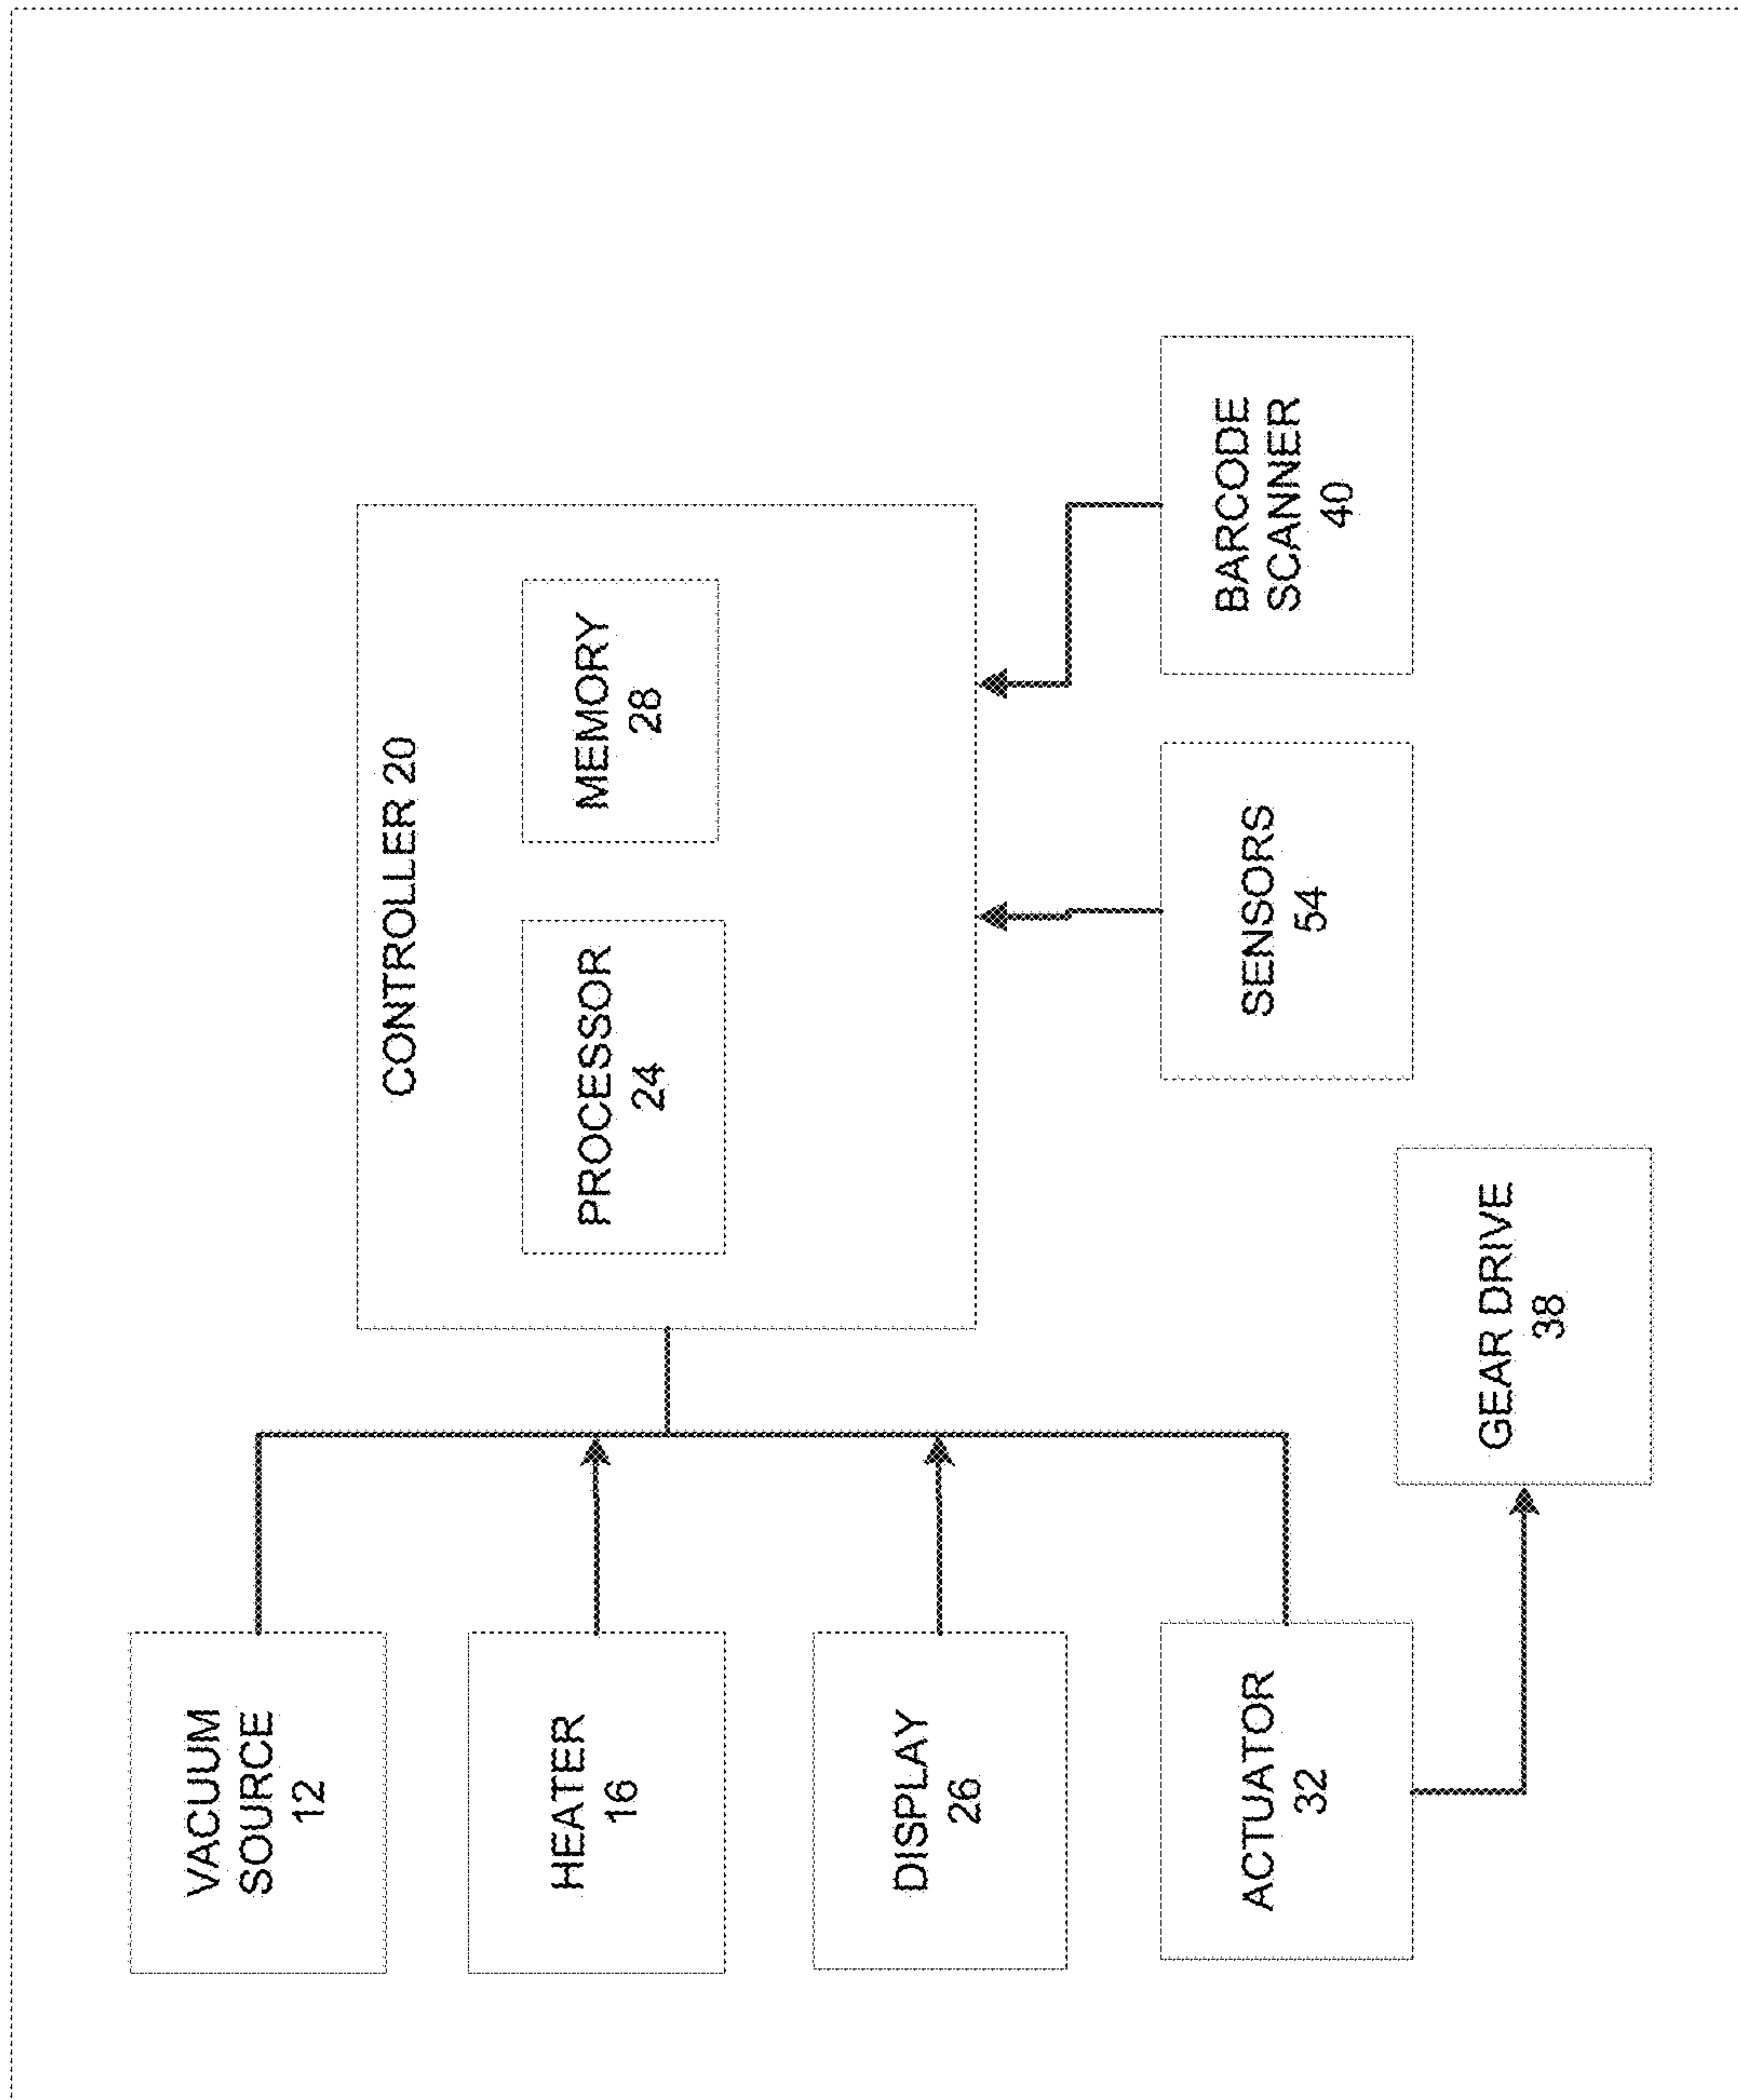 VACUUM
SOURCE
12
HEATER
16
DISPLAY
26
ACTUATOR
32
CONTROLLER 20
PROCESSOR
24
MEMORY
28
GEAR DRIVE
38
SENSORS
54
BARCODE
SCANNER
40